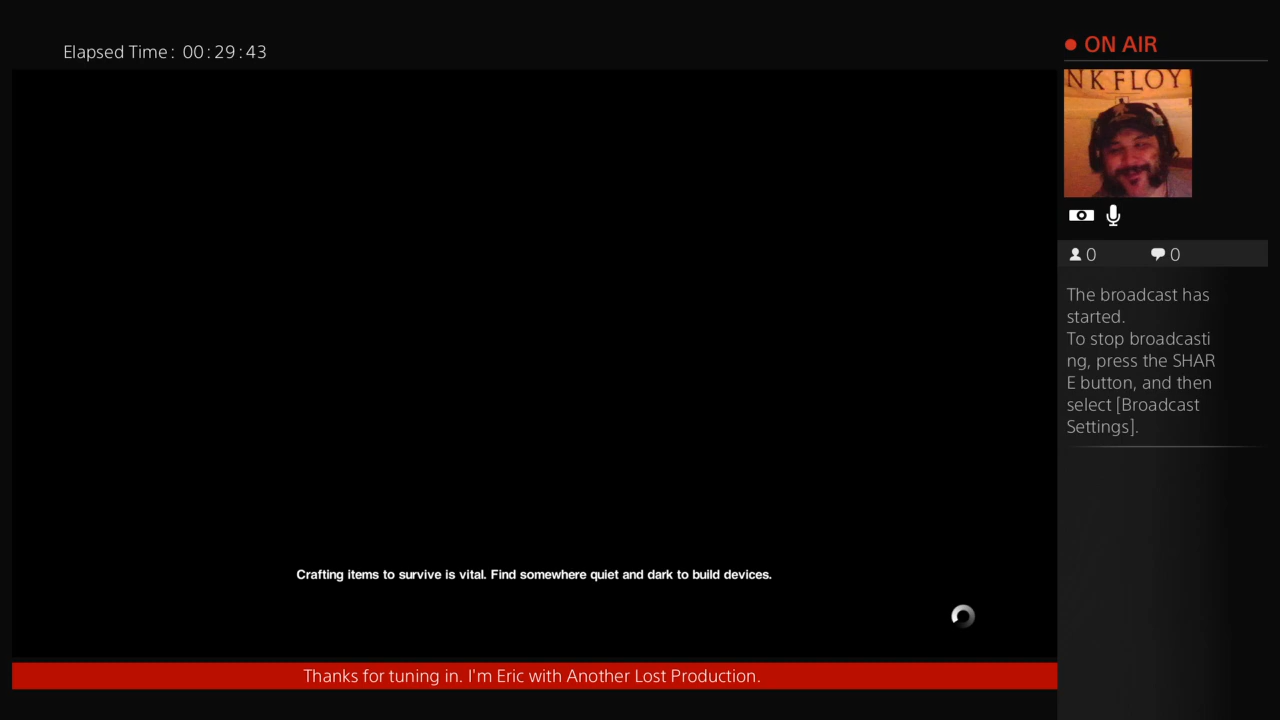 Elapsed Time: 00:29:43
ON AIR
NK FLOY
0
0
The broadcast has
started.
To stop broadcasti
ng, press the SHAR
E button, and then
select [Broadcast
Settings].
Crafting items to survive is vital. Find somewhere quiet and dark to build devices.
Thanks for tuning in. I'm Eric with Another Lost Production.